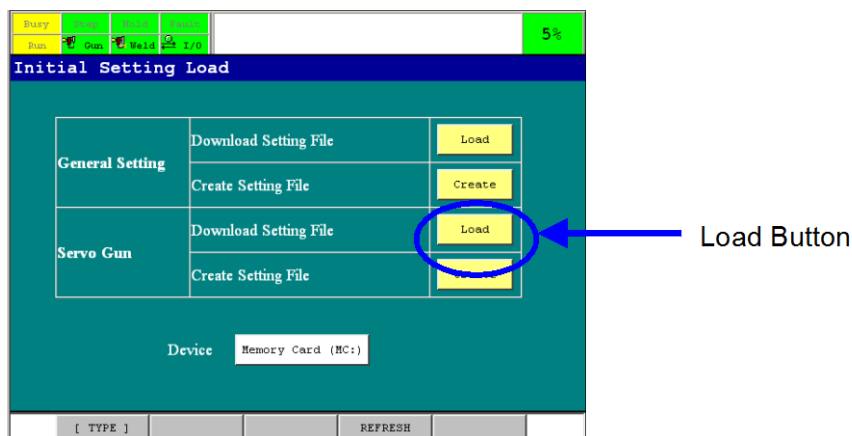 Busy Step Hold Fault
Run Gun Weld I/O
5%
Initial Setting Load
General Setting
Download Setting File
Load
Create Setting File
Create
Servo Gun
Download Setting File
Load
Create Setting File
Load Button
Device
Memory Card (MC:)
[ TYPE ]
REFRESH